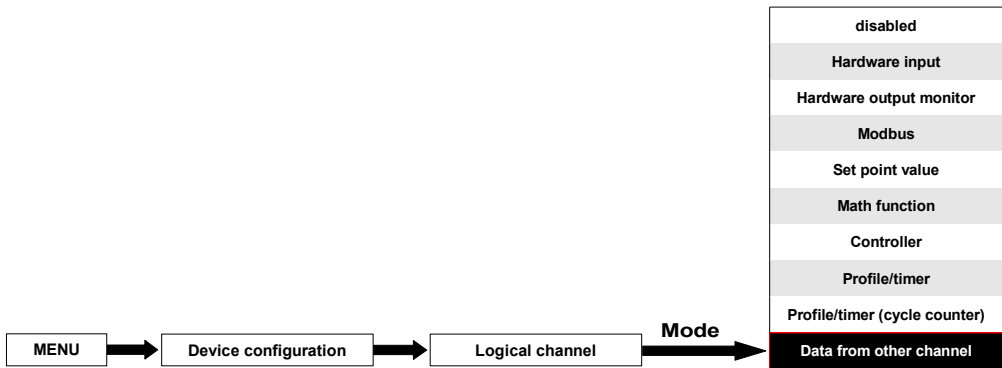 disabled
Hardware input
Hardware output monitor
Modbus
Set point value
Math function
Controller
Profile/timer
Profile/timer (cycle counter)
MENU Device configuration Logical channel Mode Data from other channel